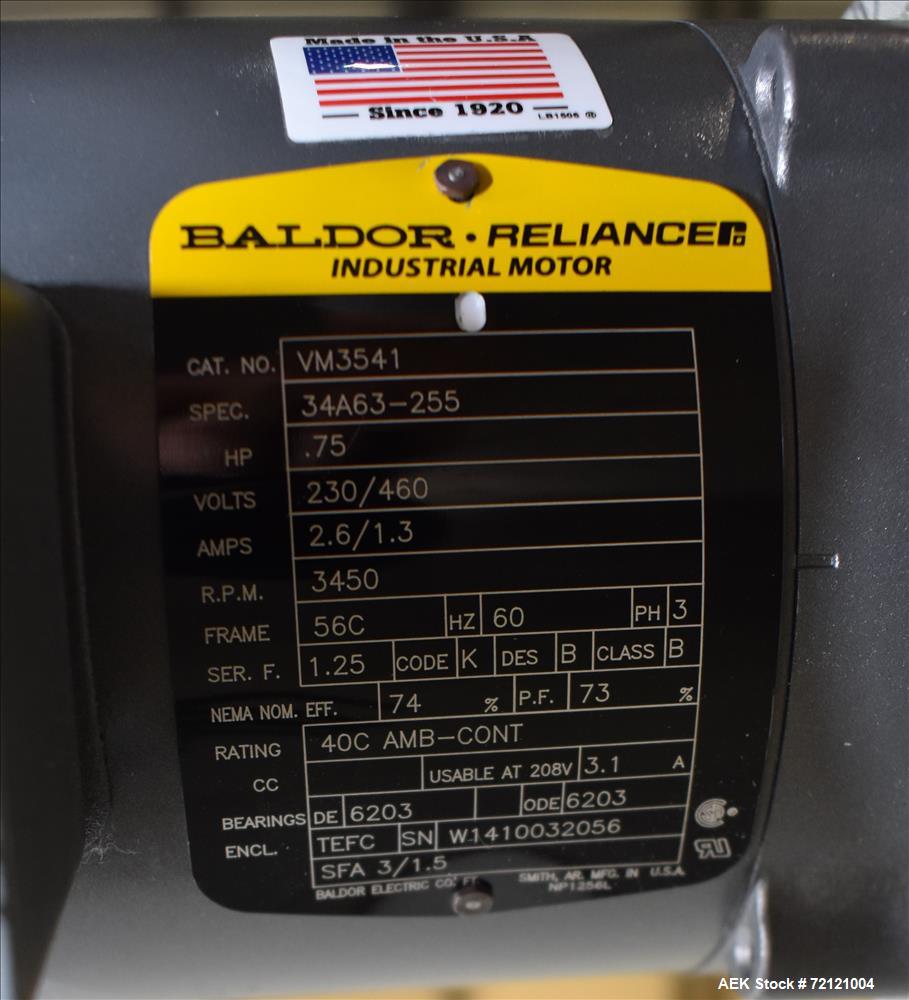 Made in the U.S.A
Since 1920
LB1506 ®
BALDOR • RELIANCER
INDUSTRIAL MOTOR
CAT. NO. VM3541
SPEC. 34A63-255
HP .75
VOLTS 230/460
AMPS 2.6/1.3
R.P.M. 3450
FRAME 56C HZ 60 PH 3
SER. F. 1.25 CODE K DES B CLASS B
NEMA NOM. EFF. 74 % P.F. 73 %
RATING 40C AMB-CONT
CC USABLE AT 208V 3.1 A
BEARINGS DE 6203 ODE 6203
ENCL. TEFC SN W1410032056
SFA 3/1.5
BALDOR ELECTRIC CO. FT. SMITH, AR. MFG. IN U.S.A.
NP1256L
AEK Stock # 72121004